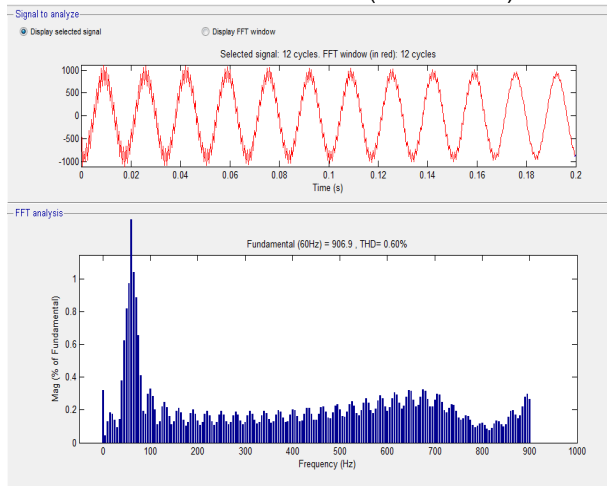 Signal to analyze
Display selected signal
Display FFT window
Selected signal: 12 cycles. FFT window (in red): 12 cycles
1000
500
0
-500
-1000
0 0.02 0.04 0.06 0.08 0.1 0.12 0.14 0.16 0.18 0.2
Time (s)
FFT analysis
Fundamental (60Hz) = 906.9 , THD= 0.60%
Mag (% of Fundamental)
1
0.8
0.6
0.4
0.2
0
0 100 200 300 400 500 600 700 800 900 1000
Frequency (Hz)